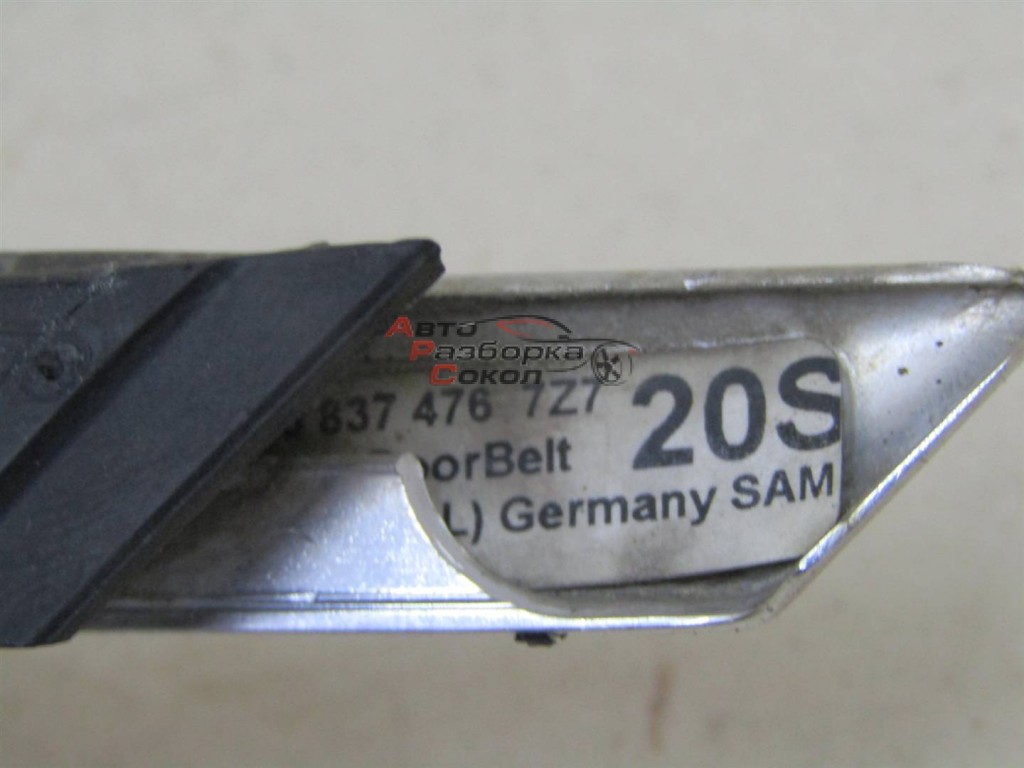 Авто
Разборка
Сокол
837 476 7Z7
20S
oorBelt
L) Germany SAM